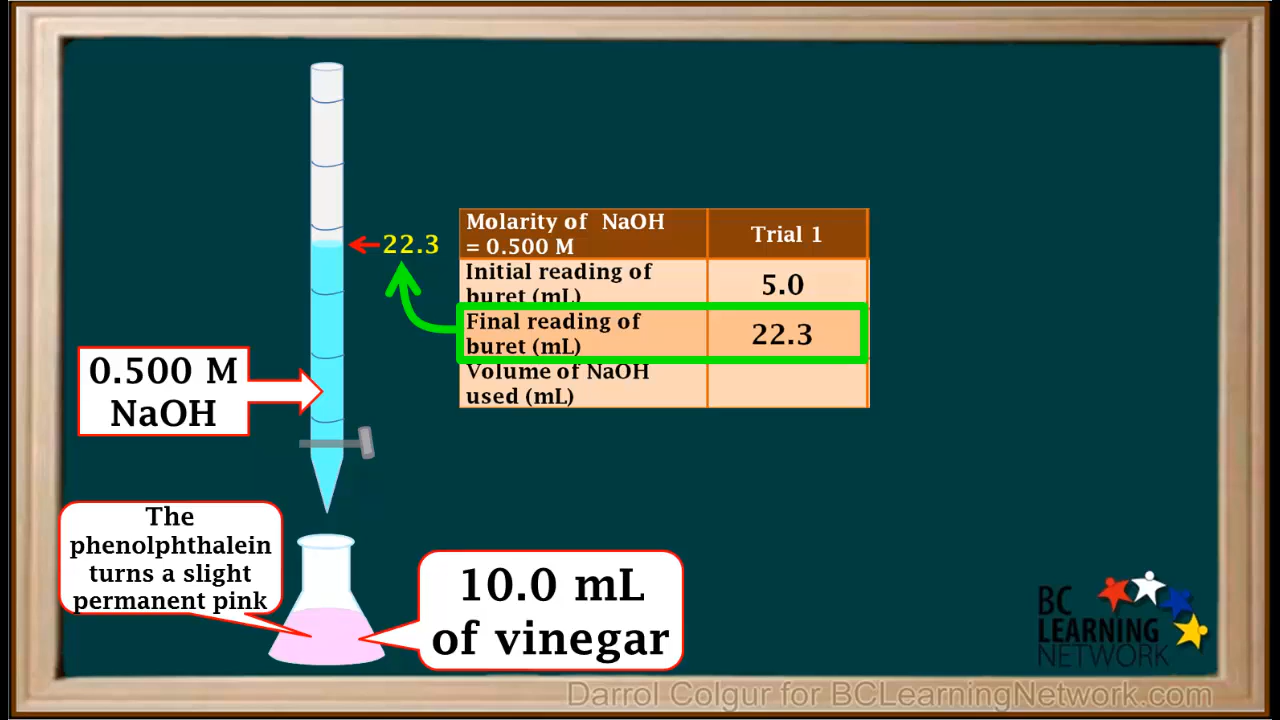 22.3
Molarity of NaOH
= 0.500 M
Trial 1
Initial reading of
buret (mL)
5.0
Final reading of
buret (mL)
22.3
Volume of NaOH
used (mL)
0.500 M
NaOH
The
phenolphthalein
turns a slight
permanent pink
10.0 mL
of vinegar
BC
LEARNING
NETWORK
Darrol Colgur for BCLearningNetwork.com